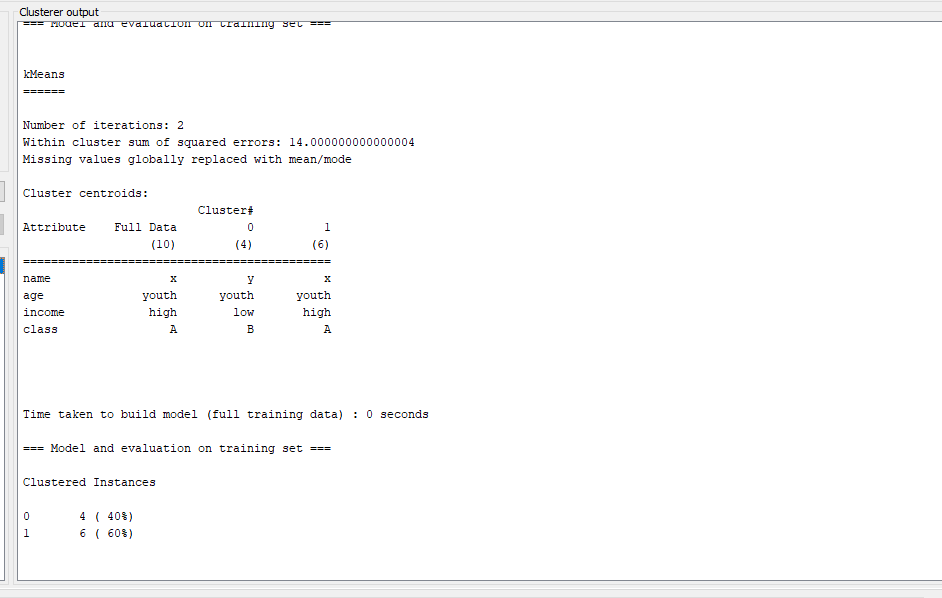 Clusterer output
=== Model and evaluation on training set ===
kMeans
======
Number of iterations: 2
Within cluster sum of squared errors: 14.000000000000004
Missing values globally replaced with mean/mode
Cluster centroids:
Cluster#
Attribute    Full Data          0          1
(10)        (4)        (6)
============================================
name                 x          y          x
age              youth      youth      youth
income            high        low       high
class                A          B          A
Time taken to build model (full training data) : 0 seconds
=== Model and evaluation on training set ===
Clustered Instances
0       4 ( 40%)
1       6 ( 60%)